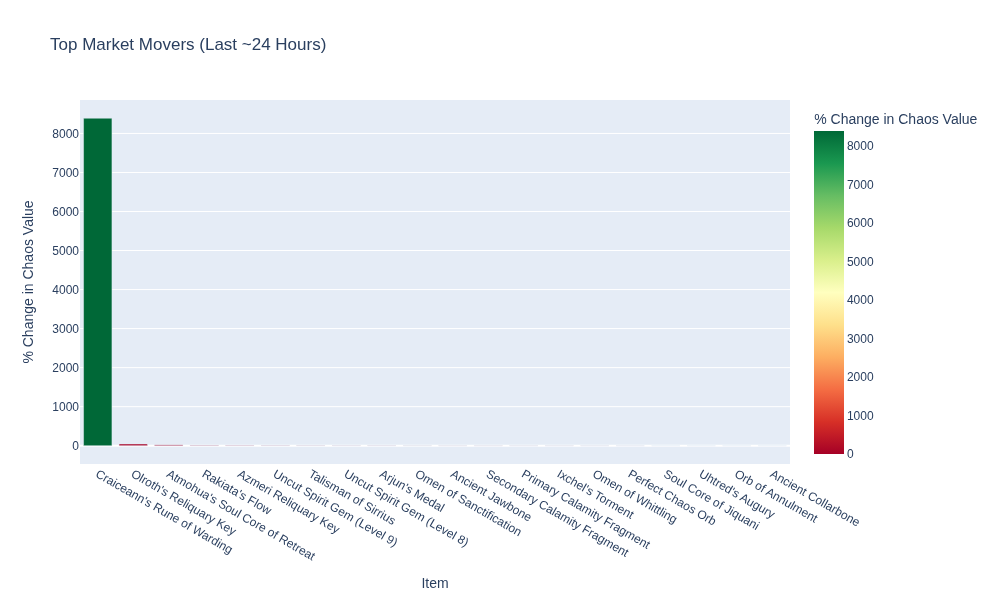 Top Market Movers (Last ~24 Hours)
% Change in Chaos Value
8000
7000
6000
5000
4000
3000
2000
1000
0
Craiceann's Rune of Warding
Olroth's Reliquary Key
Atmohua's Soul Core of Retreat
Rakiata's Flow
Azmeri Reliquary Key
Uncut Spirit Gem (Level 9)
Talisman of Sirrius
Uncut Spirit Gem (Level 8)
Arjun's Medal
Omen of Sanctification
Ancient Jawbone
Secondary Calamity Fragment
Primary Calamity Fragment
Ixchel's Torment
Omen of Whittling
Perfect Chaos Orb
Soul Core of Jiquani
Uhtred's Augury
Orb of Annulment
Ancient Collarbone
Item
% Change in Chaos Value
8000
7000
6000
5000
4000
3000
2000
1000
0